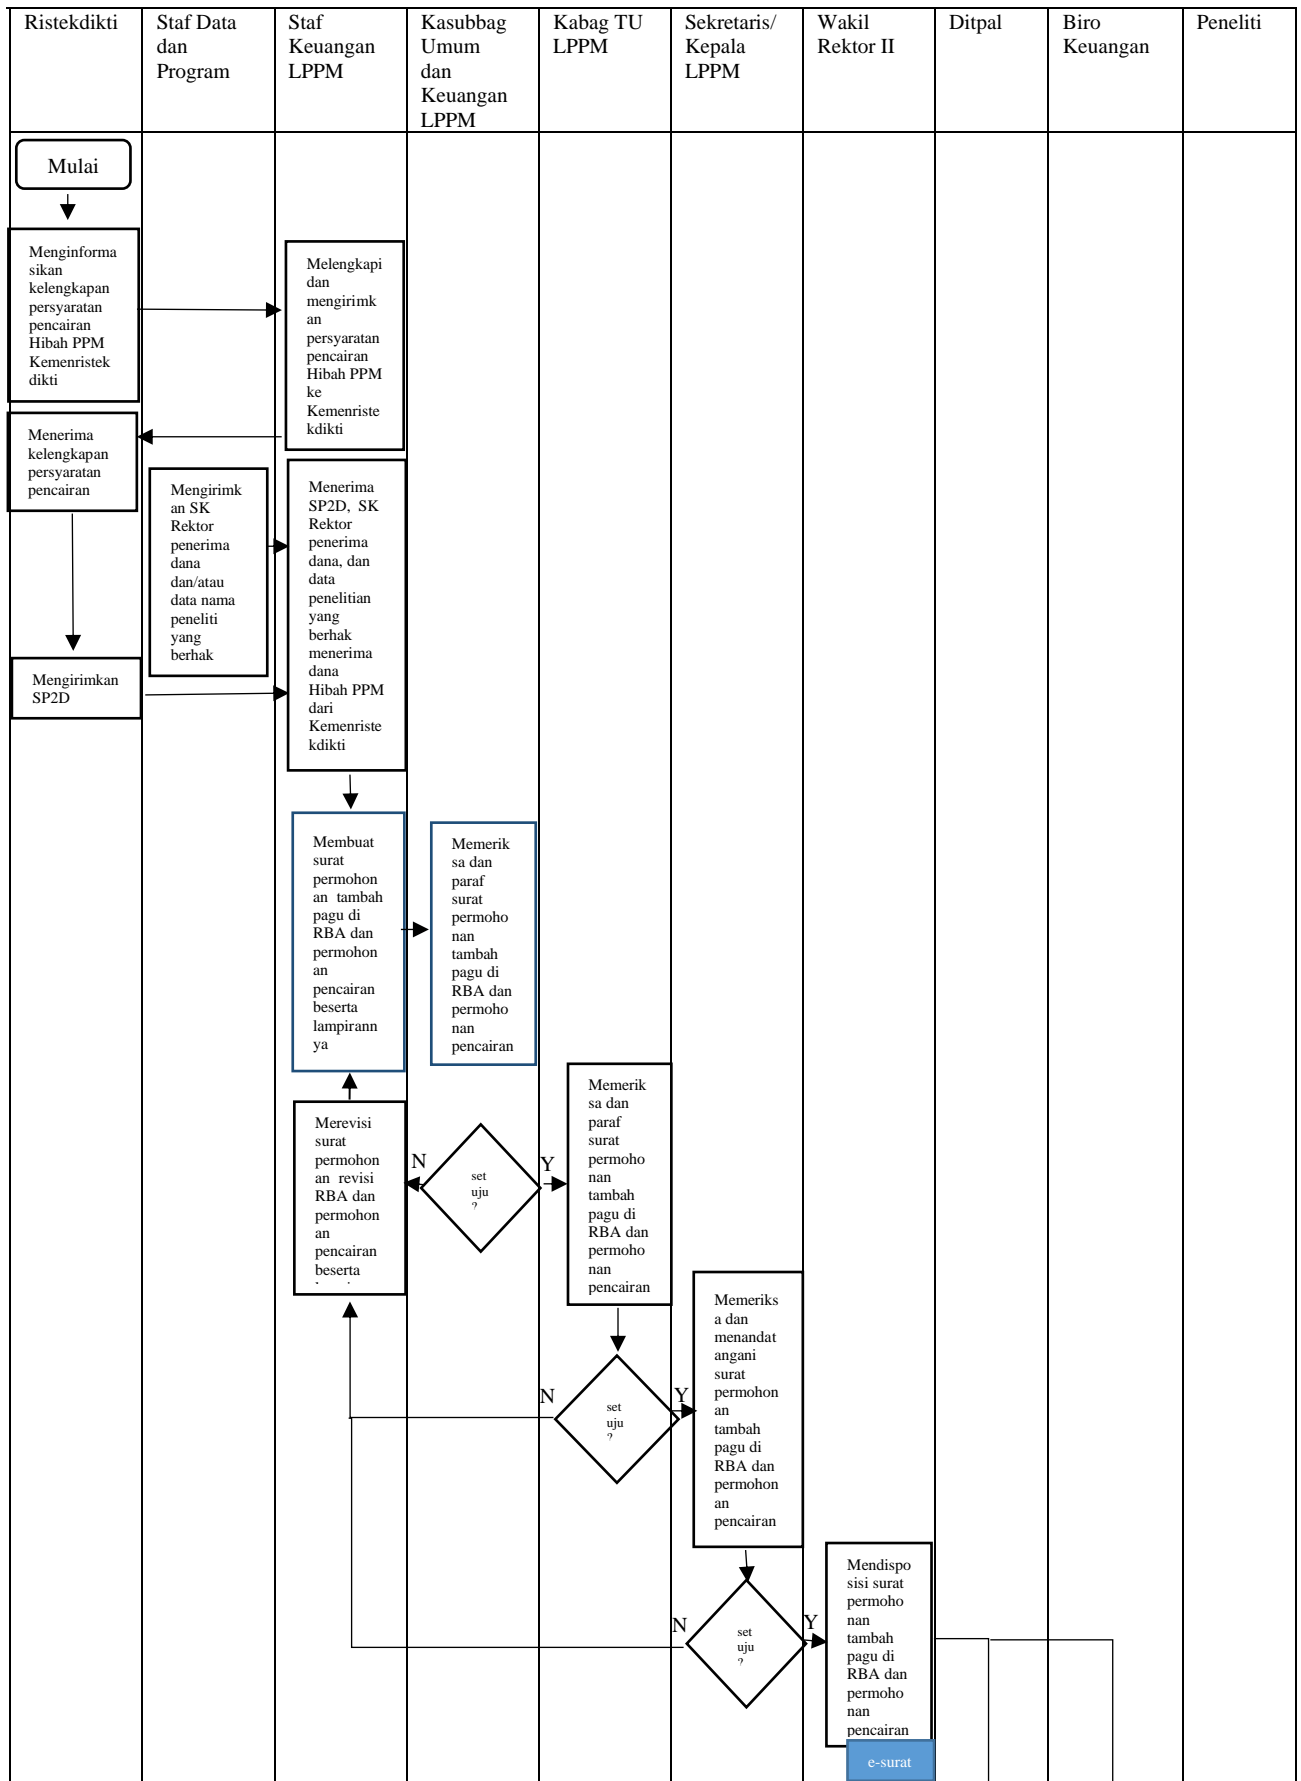 Ristekdikti
Staf Data
dan
Program
Staf
Keuangan
LPPM
Kasubbag
Umum
dan
Keuangan
LPPM
Kabag TU
LPPM
Sekretaris/
Kepala
LPPM
Wakil
Rektor II
Ditpal
Biro
Keuangan
Peneliti
Mulai
Menginforma
sikan
kelengkapan
persyaratan
pencairan
Hibah PPM
Kemenristek
dikti
Melengkapi
dan
mengirimk
an
persyaratan
pencairan
Hibah PPM
ke
Kemenriste
kdikti
Menerima
kelengkapan
persyaratan
pencairan
Mengirimk
an SK
Rektor
penerima
dana
dan/atau
data nama
peneliti
yang
berhak
Menerima
SP2D, SK
Rektor
penerima
dana, dan
data
penelitian
yang
berhak
menerima
dana
Hibah PPM
dari
Kemenriste
kdikti
Mengirimkan
SP2D
Membuat
surat
permohon
an tambah
pagu di
RBA dan
permohon
an
pencairan
beserta
lampirann
ya
Memerik
sa dan
paraf
surat
permoho
nan
tambah
pagu di
RBA dan
permoho
nan
pencairan
Merevisi
surat
permohon
an revisi
RBA dan
permohon
an
pencairan
beserta
N
set
uju
?
Y
Memerik
sa dan
paraf
surat
permoho
nan
tambah
pagu di
RBA dan
permoho
nan
pencairan
N
set
uju
?
Y
Memeriks
a dan
menandat
angani
surat
permohon
an
tambah
pagu di
RBA dan
permohon
an
pencairan
N
set
uju
?
Y
Mendispo
sisi surat
permoho
nan
tambah
pagu di
RBA dan
permoho
nan
pencairan
e-surat